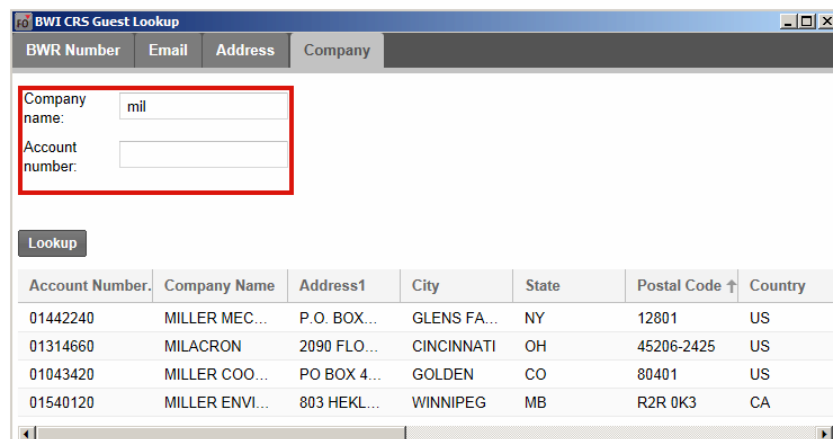 FO BWI CRS Guest Lookup
BWR Number Email Address Company
Company name: mil
Account number:
Lookup
Account Number. Company Name Address1 City State Postal Code Country
01442240 MILLER MEC... P.O. BOX... GLENS FA... NY 12801 US
01314660 MILACRON 2090 FLO... CINCINNATI OH 45206-2425 US
01043420 MILLER COO... PO BOX 4... GOLDEN CO 80401 US
01540120 MILLER ENVI... 803 HEKL... WINNIPEG MB R2R 0K3 CA